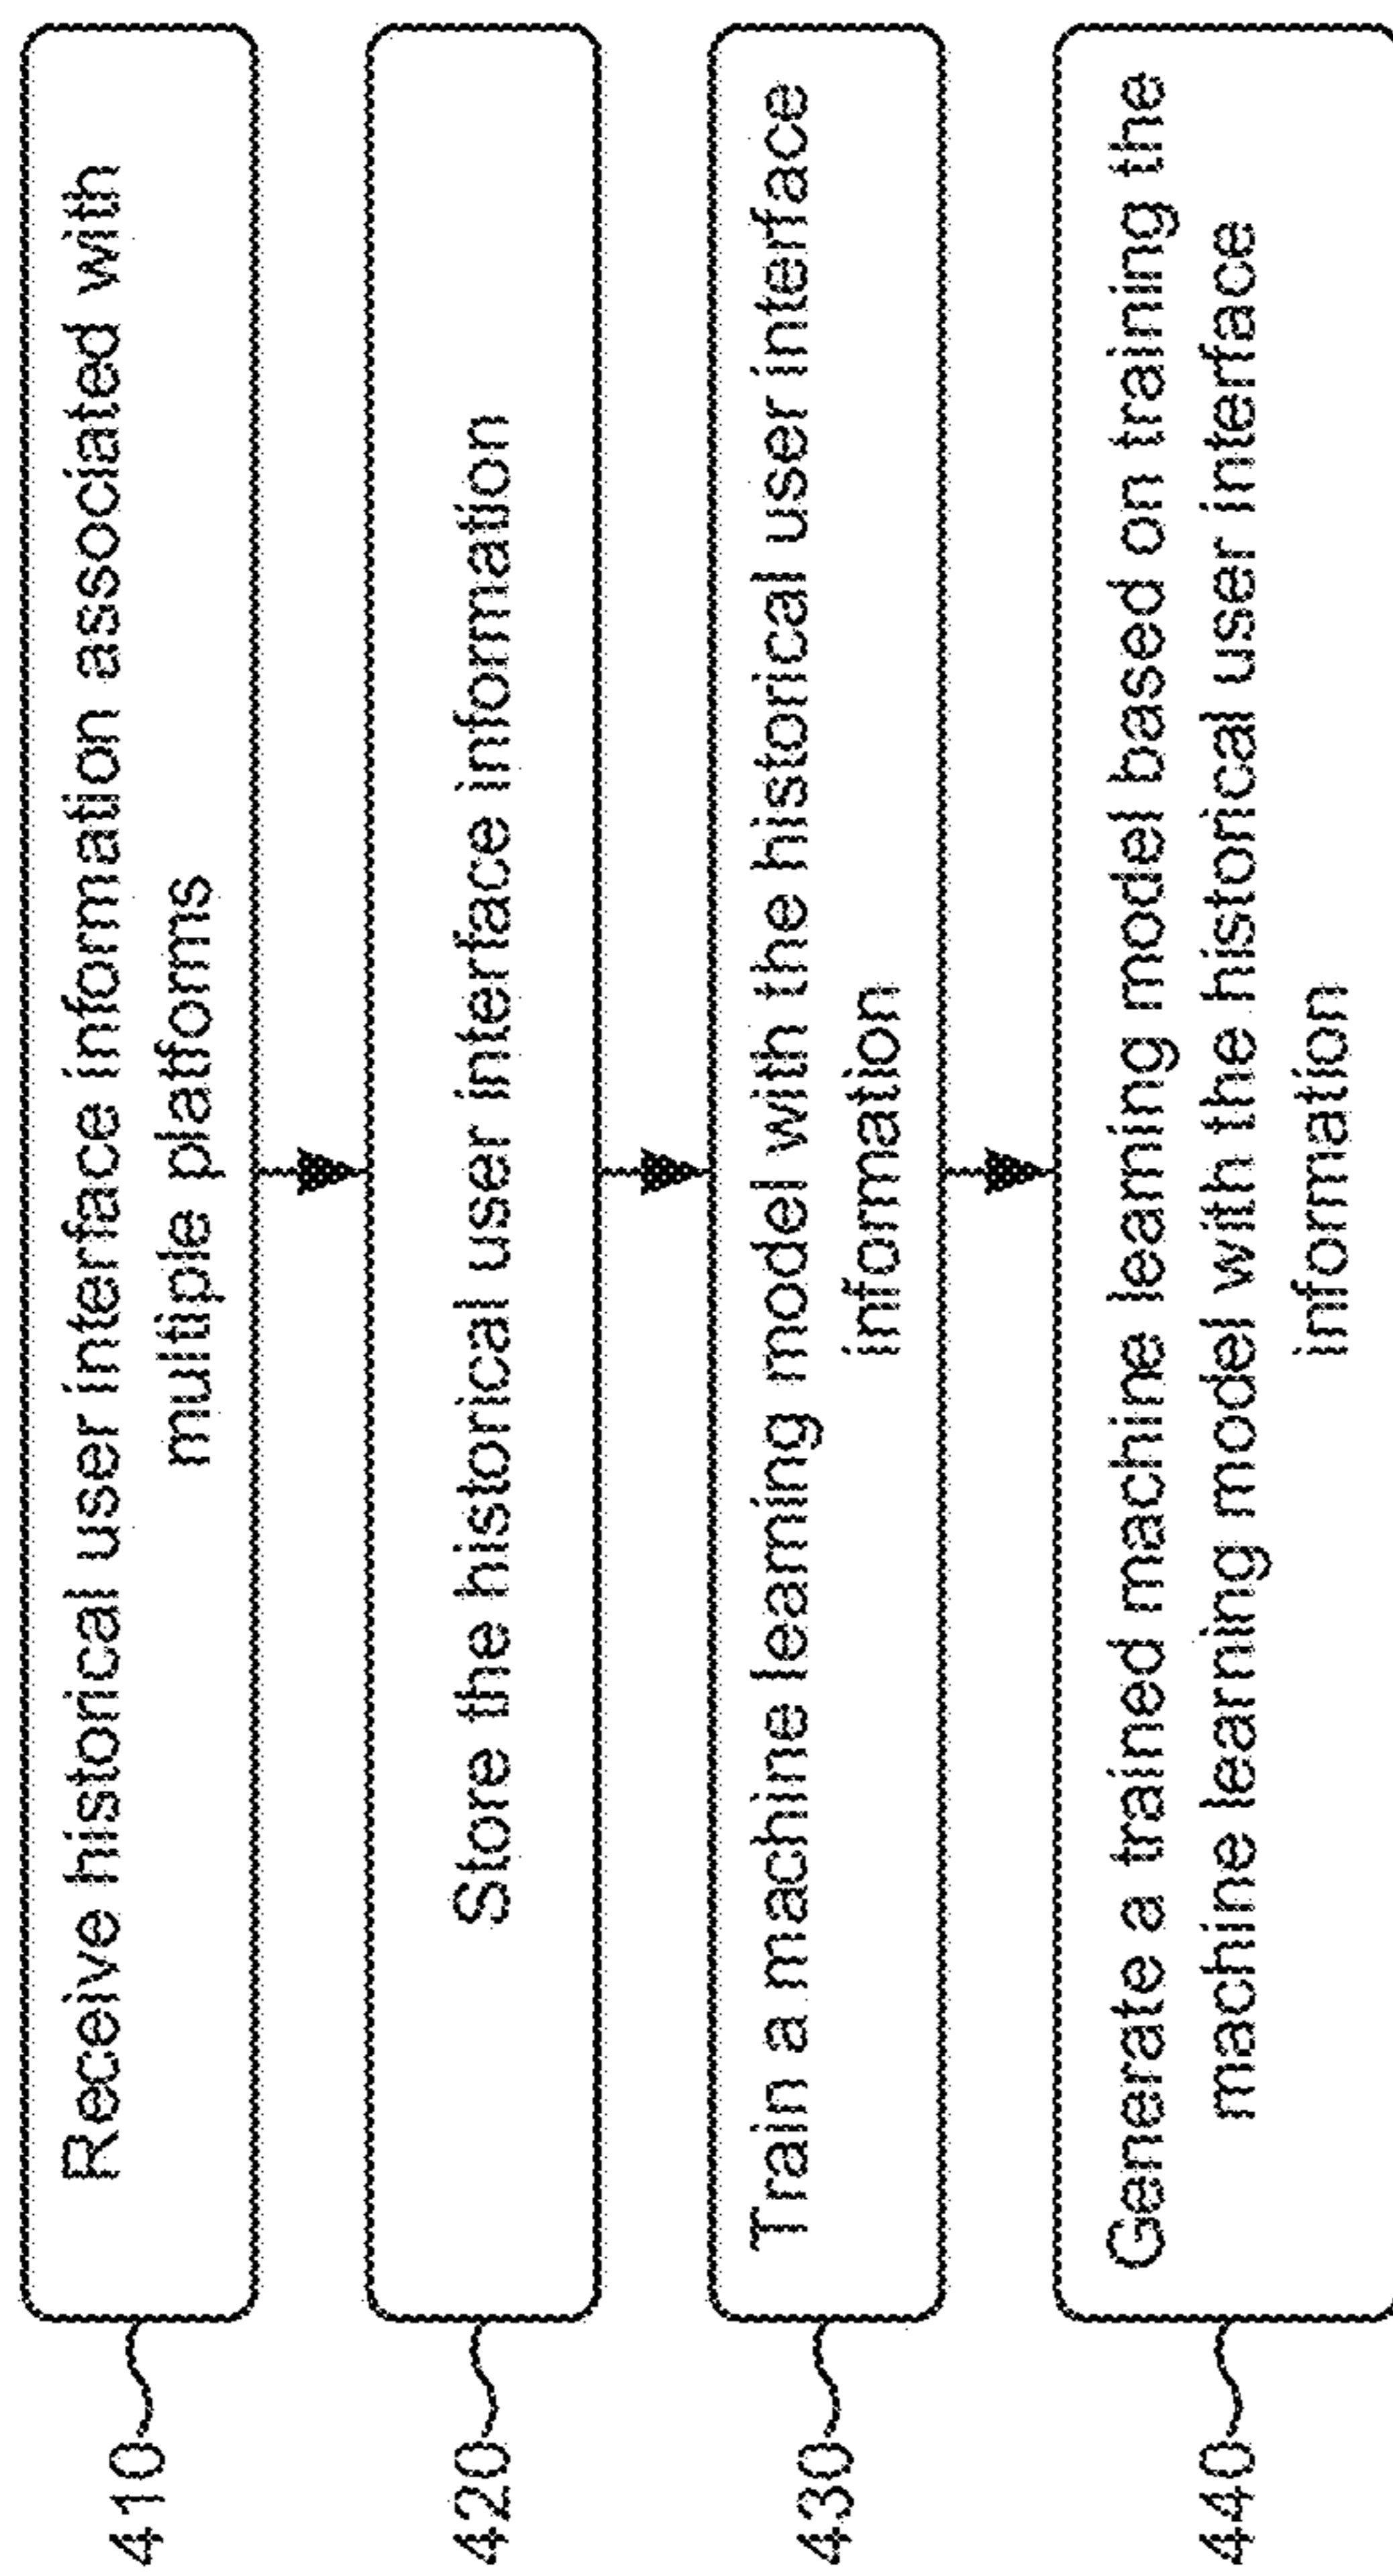 410
Receive historical user interface information associated with
multiple platforms
420
Store the historical user interface information
430
Train a machine learning model with the historical user interface
information
440
Generate a trained machine learning model based on training the
machine learning model with the historical user interface
information